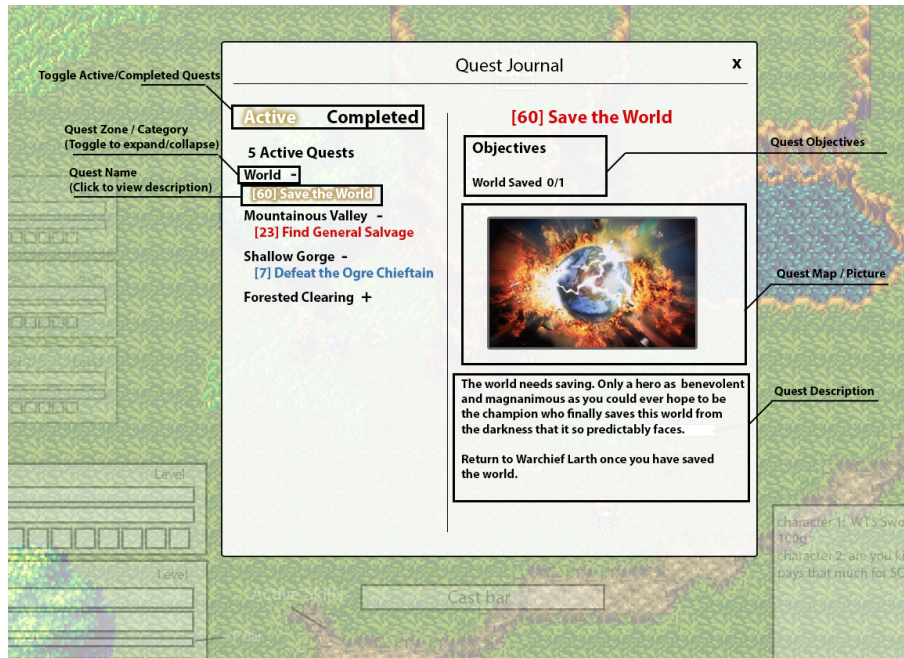 Quest Journal
x
Toggle Active/Completed Quests
Active Completed
[60] Save the World
Quest Zone / Category
(Toggle to expand/collapse)
Quest Name
(Click to view description)
5 Active Quests
World -
[60] Save the World
Mountainous Valley -
[23] Find General Salvage
Shallow Gorge -
[7] Defeat the Ogre Chieftain
Forested Clearing +
Objectives
World Saved 0/1
Quest Objectives
Quest Map / Picture
The world needs saving. Only a hero as benevolent
and magnanimous as you could ever hope to be
the champion who finally saves this world from
the darkness that it so predictably faces.
Return to Warchief Larth once you have saved
the world.
Quest Description
Level
Level
Active Skills
Cast bar
XP Bar
character 1: WTS Swo
100g
character 2: are you ki
pays that much for SO